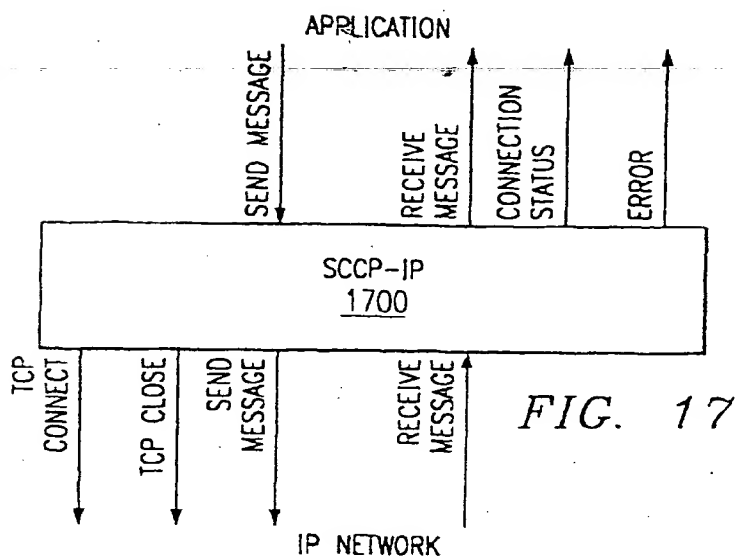 APPLICATION
SEND MESSAGE
RECEIVE
MESSAGE
CONNECTION
STATUS
ERROR
SCCP-IP
1700
TCP
CONNECT
TCP CLOSE
SEND
MESSAGE
RECEIVE
MESSAGE
FIG. 17
IP NETWORK